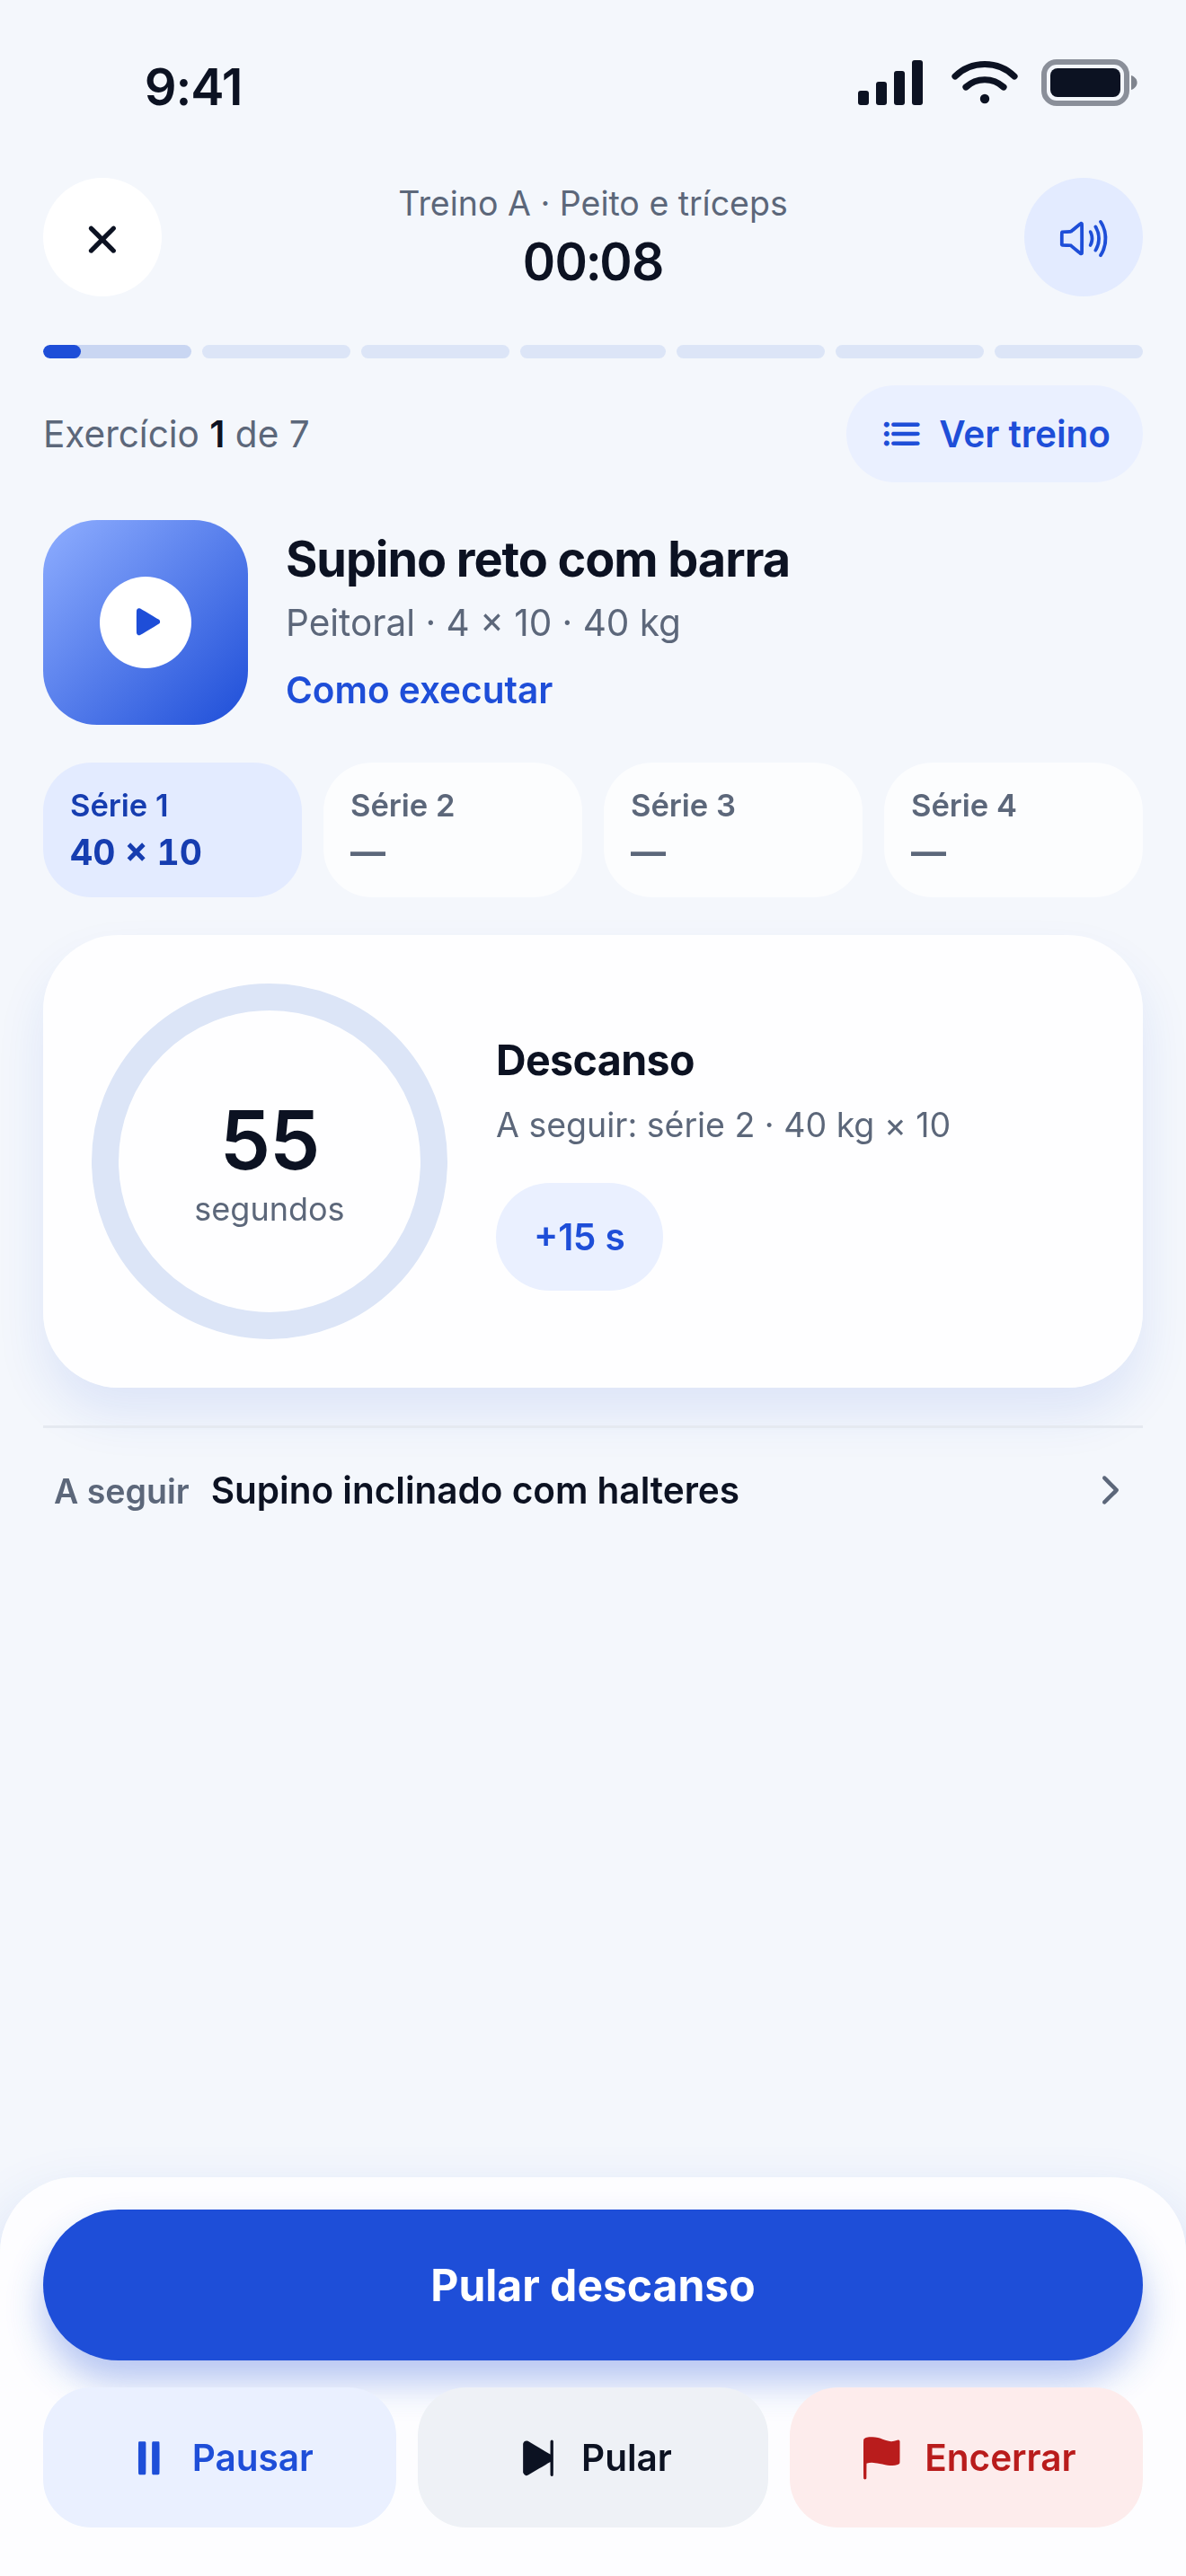 9:41
Treino A · Peito e tríceps
00:08
Exercício 1 de 7
Ver treino
Supino reto com barra
Peitoral · 4 × 10 · 40 kg
Como executar
Série 1
40 × 10
Série 2
—
Série 3
—
Série 4
—
55
segundos
Descanso
A seguir: série 2 · 40 kg × 10
+15 s
A seguir Supino inclinado com halteres
Pular descanso
Pausar
Pular
Encerrar